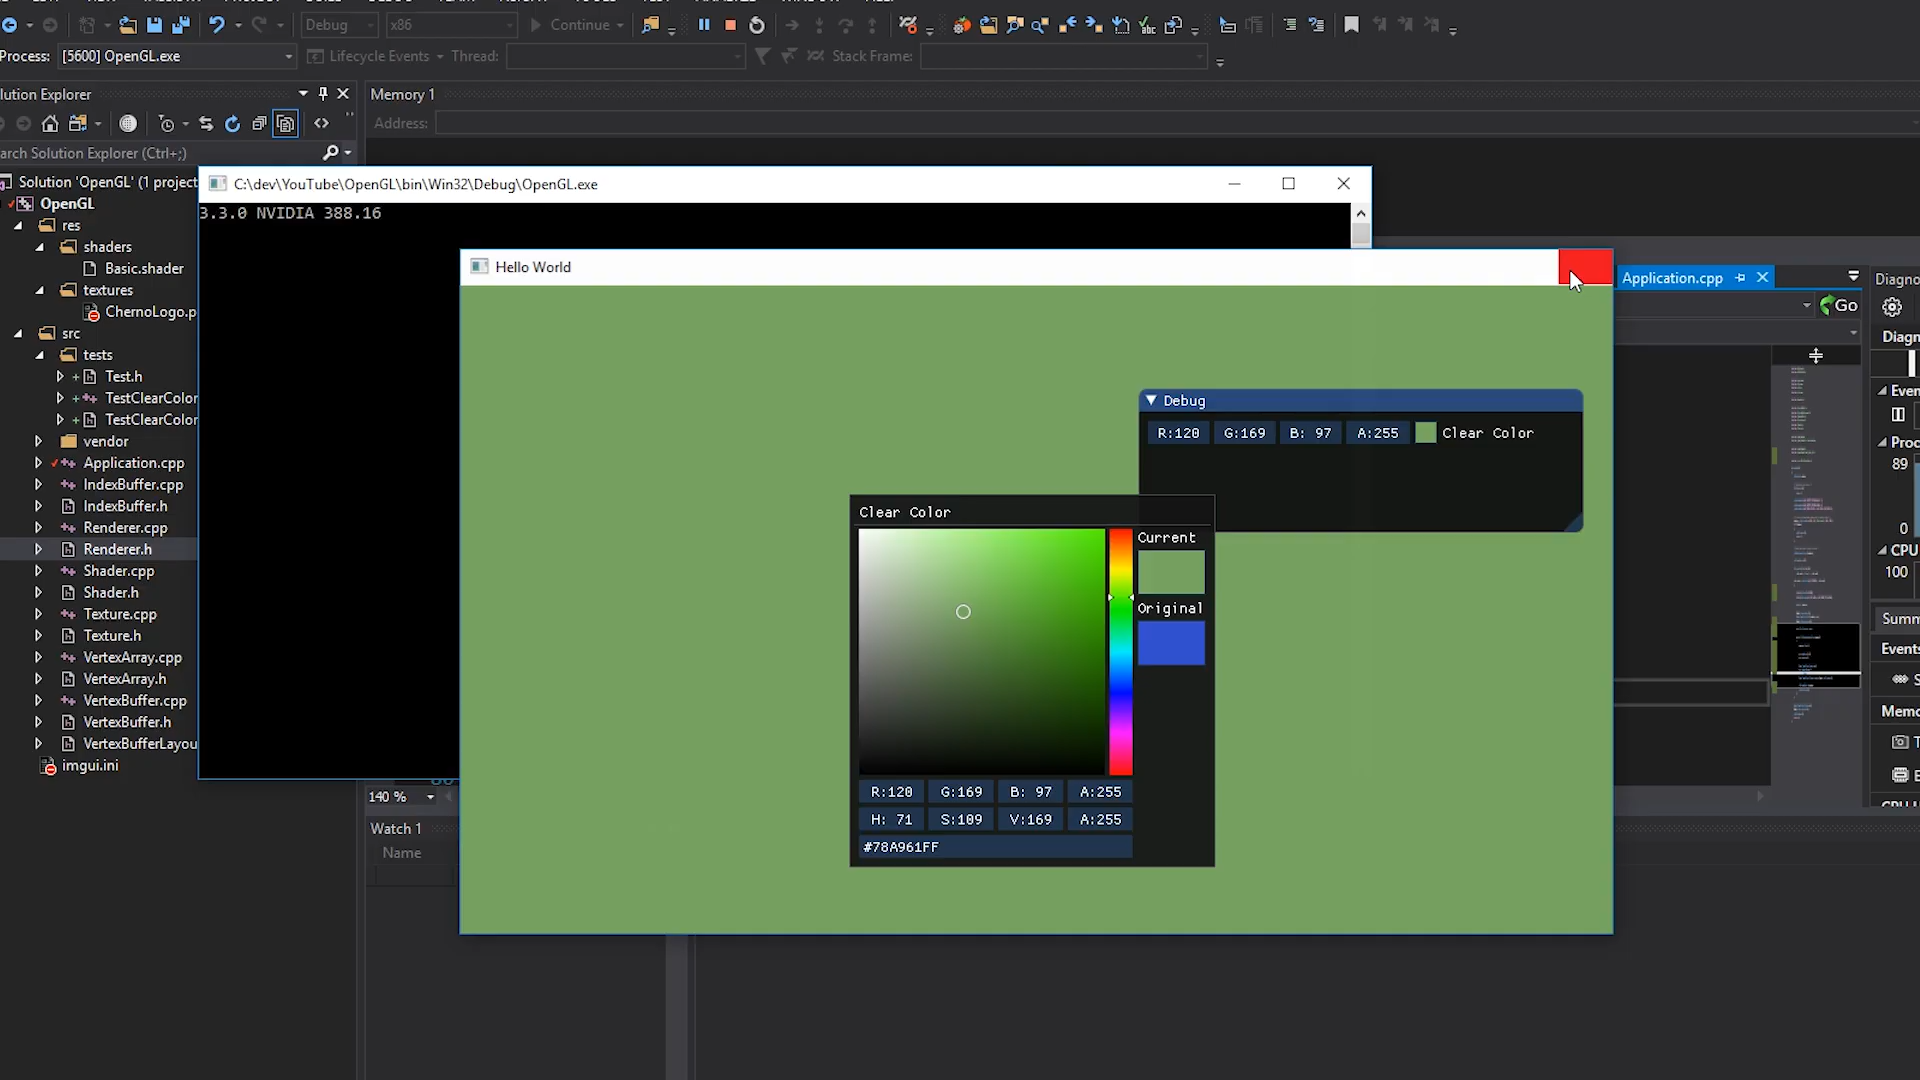 Debug
x86
Continue
Process:
[5600] OpenGL.exe
Lifecycle Events
Thread:
Stack Frame:
lution Explorer
Memory 1
Address:
arch Solution Explorer (Ctrl+;)
Solution 'OpenGL' (1 project
OpenGL
res
shaders
Basic.shader
textures
ChernoLogo.p
src
tests
Test.h
TestClearColor
TestClearColor
vendor
Application.cpp
IndexBuffer.cpp
IndexBuffer.h
Renderer.cpp
Renderer.h
Shader.cpp
Shader.h
Texture.cpp
Texture.h
VertexArray.cpp
VertexArray.h
VertexBuffer.cpp
VertexBuffer.h
VertexBufferLayou
imgui.ini
C:\dev\YouTube\OpenGL\bin\Win32\Debug\OpenGL.exe
3.3.0 NVIDIA 388.16
Hello World
Debug
R:120 G:169 B: 97 A:255 Clear Color
Clear Color
Current
Original
R:120 G:169 B: 97 A:255
H: 71 S:109 V:169 A:255
#78A961FF
140 %
Watch 1
Name
Application.cpp
Go
Diagno
Diagn
Even
Proc
89
0
CPU
100
Summ
Events
Memo